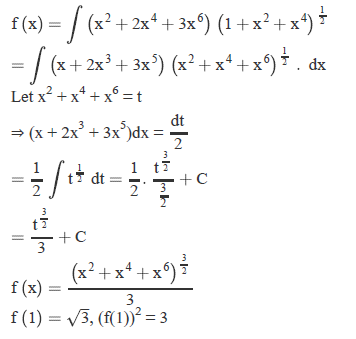 f (x) = ∫ (x² + 2x⁴ + 3x⁶) (1 + x² + x⁴)^(1/2)
= ∫ (x + 2x³ + 3x⁵) (x² + x⁴ + x⁶)^(1/2) . dx
Let x² + x⁴ + x⁶ = t
⇒ (x + 2x³ + 3x⁵)dx = dt/2
= 1/2 ∫ t^(1/2) dt = 1/2 . t^(3/2)/(3/2) + C
= t^(3/2)/3 + C
f (x) = (x² + x⁴ + x⁶)^(3/2)/3
f (1) = √3, (f(1))² = 3